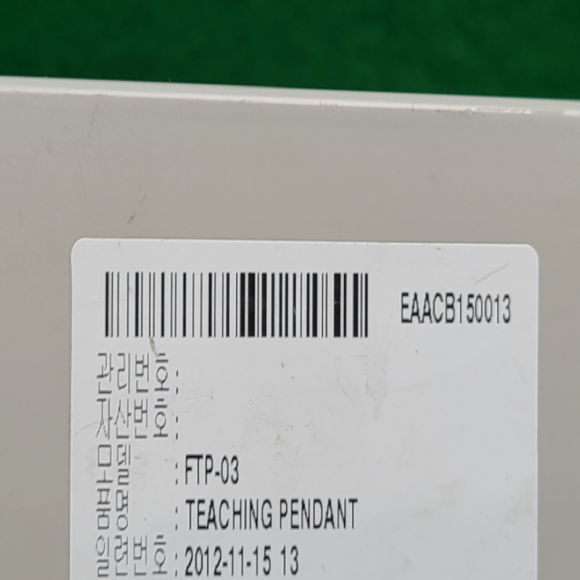 EAACB150013
관리번호 :
자산번호 :
모델 : FTP-03
품명 : TEACHING PENDANT
일련번호 : 2012-11-15 13